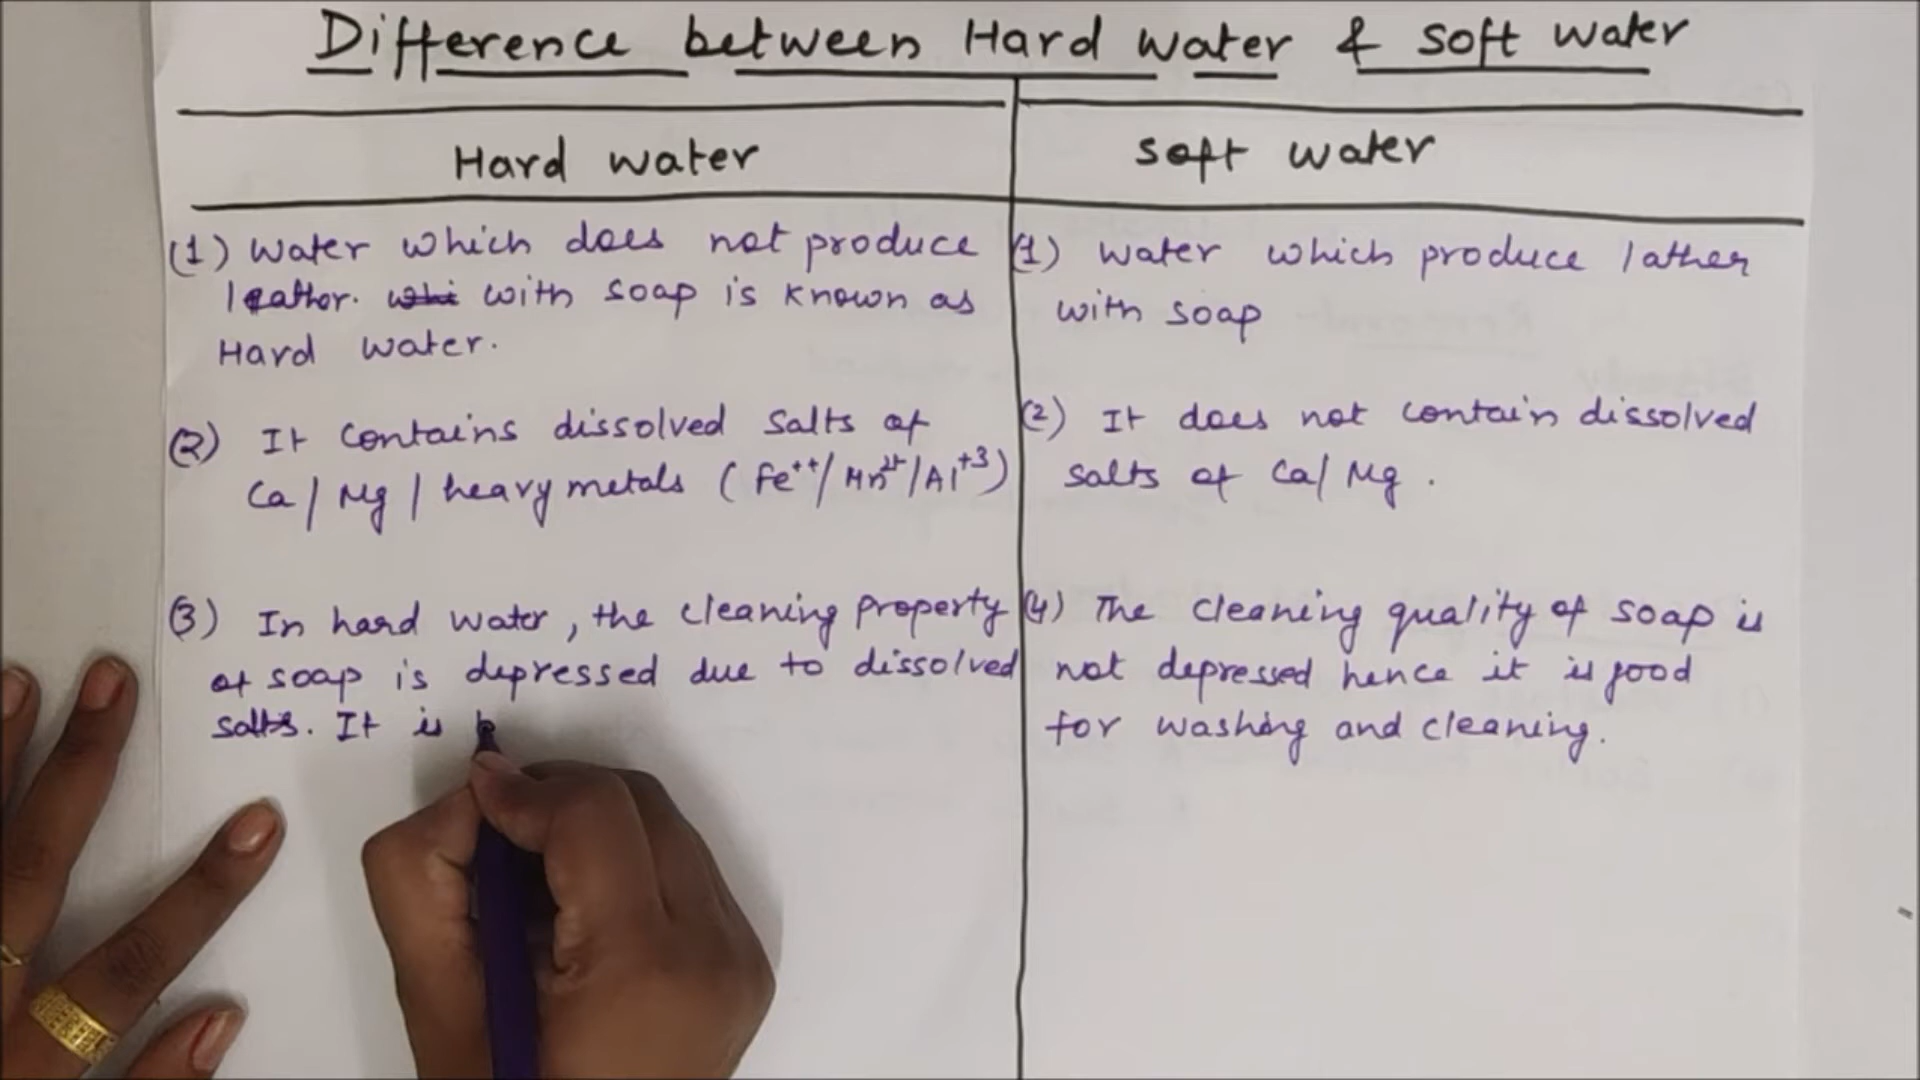 Difference between Hard water & soft water
Hard water
soft water
(1) Water which does not produce
leather. with soap is known as
Hard water.
(2) It contains dissolved salts of
Ca / Mg / heavy metals (Fe++/Mn2+/Al+3)
(3) In hard water, the cleaning property
of soap is depressed due to dissolved
salts. It is b
(1) Water which produce lather
with soap
(2) It does not contain dissolved
salts of Ca/ Mg .
(4) The cleaning quality of soap is
not depressed hence it is good
for washing and cleaning.